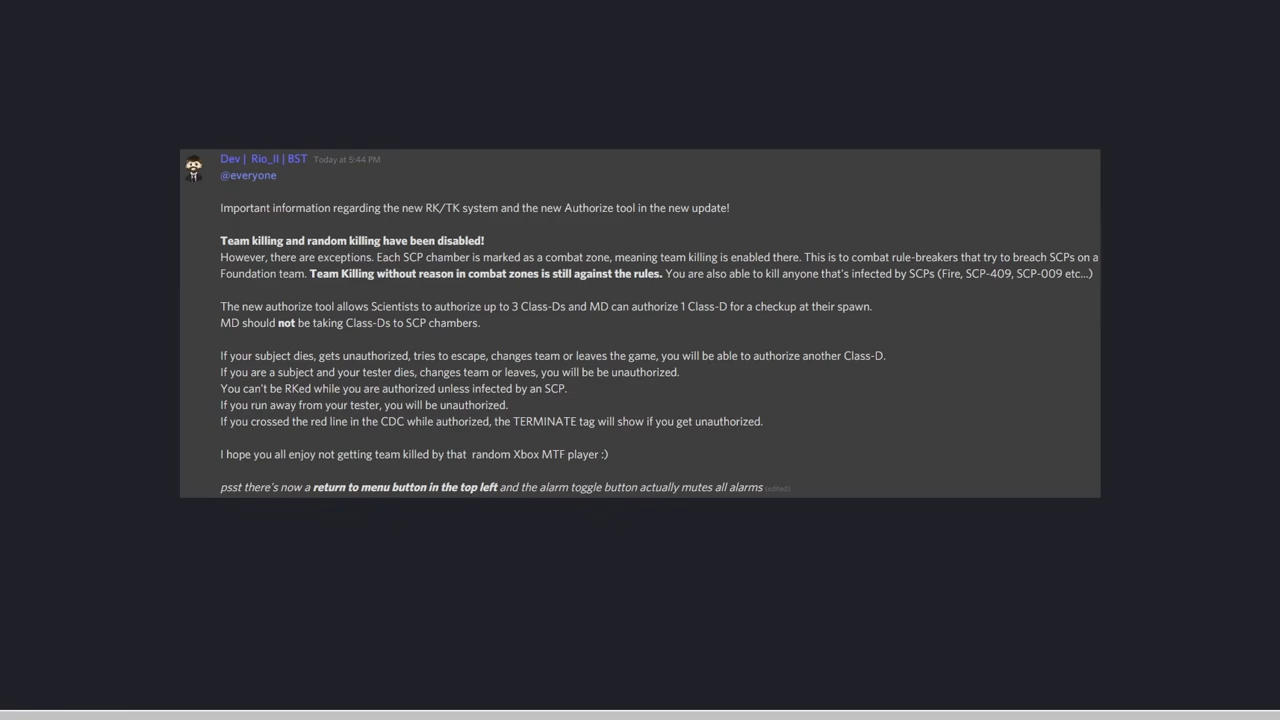 Dev | Rio_II | BST Today at 5:44 PM
@everyone
Important information regarding the new RK/TK system and the new Authorize tool in the new update!
Team killing and random killing have been disabled!
However, there are exceptions. Each SCP chamber is marked as a combat zone, meaning team killing is enabled there. This is to combat rule-breakers that try to breach SCPs on a
Foundation team. Team Killing without reason in combat zones is still against the rules. You are also able to kill anyone that's infected by SCPs (Fire, SCP-409, SCP-009 etc...)
The new authorize tool allows Scientists to authorize up to 3 Class-Ds and MD can authorize 1 Class-D for a checkup at their spawn.
MD should not be taking Class-Ds to SCP chambers.
If your subject dies, gets unauthorized, tries to escape, changes team or leaves the game, you will be able to authorize another Class-D.
If you are a subject and your tester dies, changes team or leaves, you will be be unauthorized.
You can't be RKed while you are authorized unless infected by an SCP.
If you run away from your tester, you will be unauthorized.
If you crossed the red line in the CDC while authorized, the TERMINATE tag will show if you get unauthorized.
I hope you all enjoy not getting team killed by that random Xbox MTF player :)
psst there's now a return to menu button in the top left and the alarm toggle button actually mutes all alarms (edited)